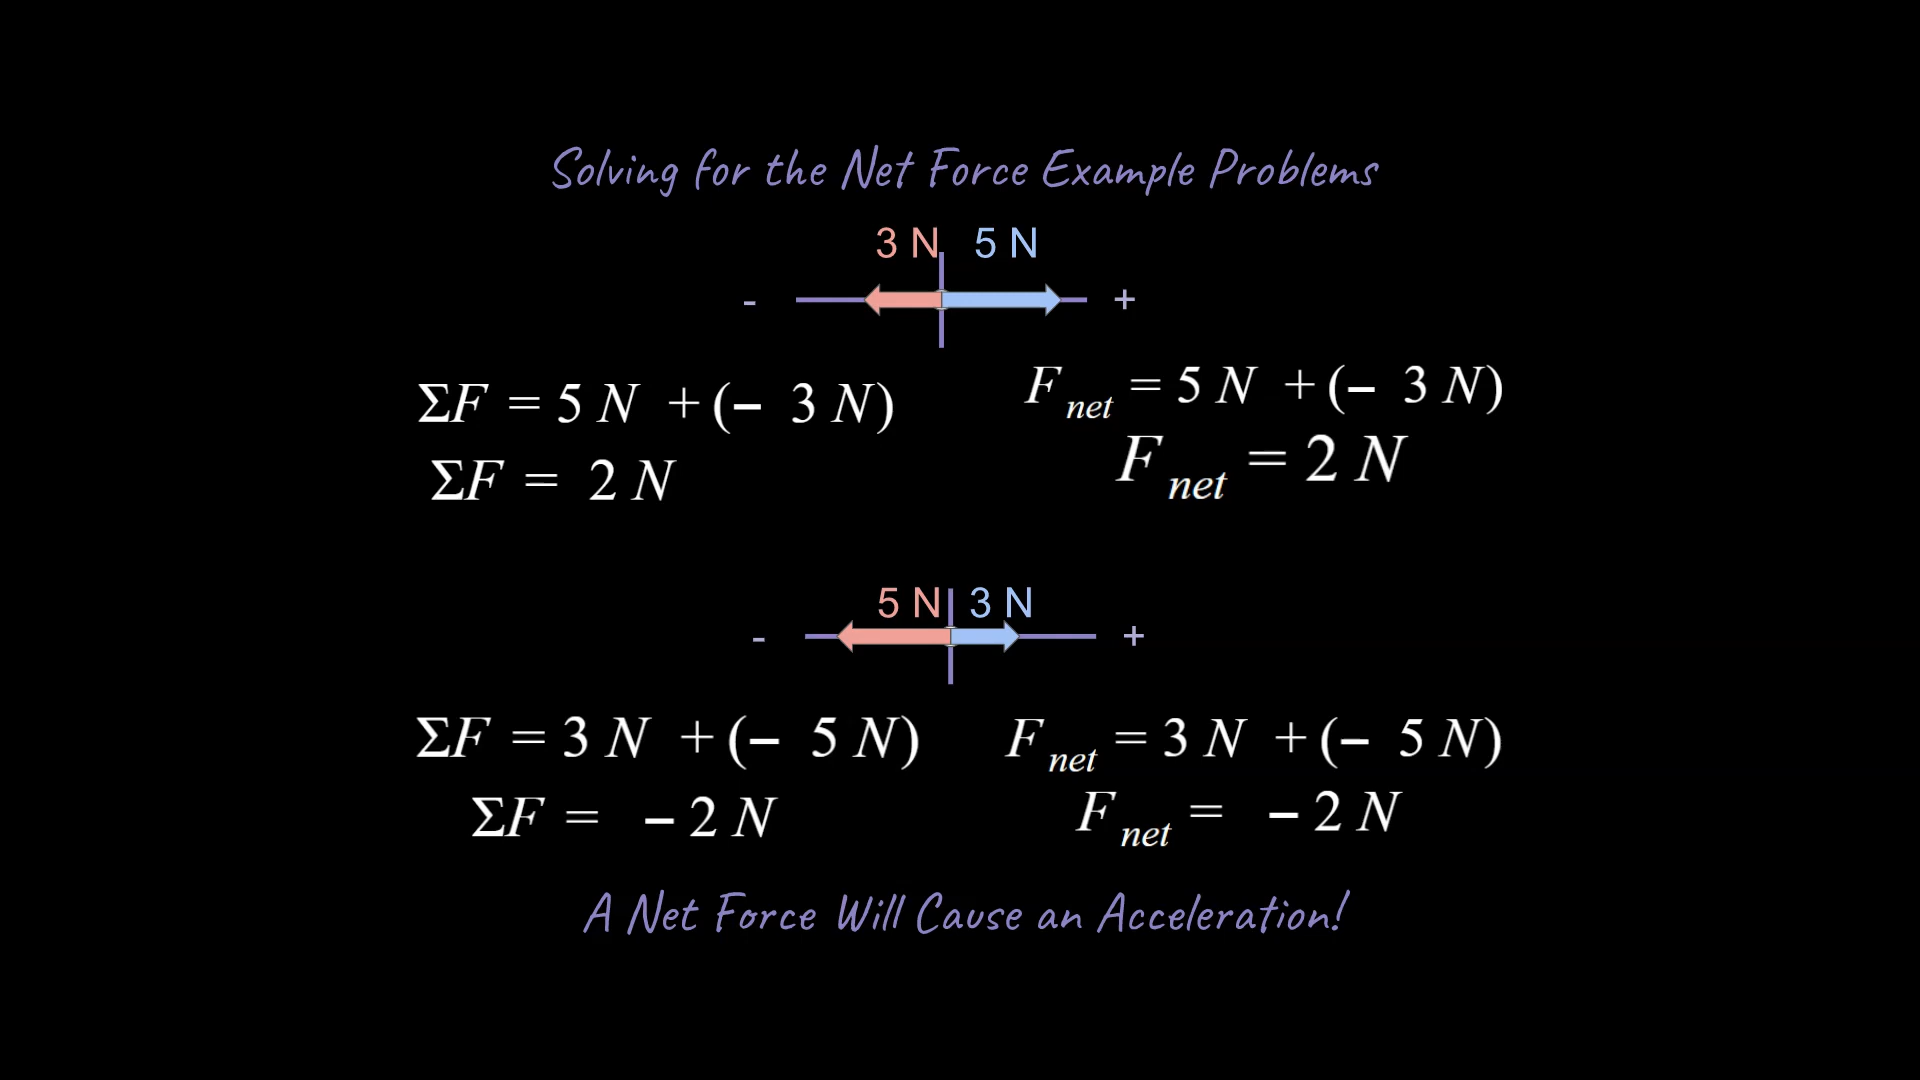 Solving for the Net Force Example Problems
3 N 5 N
- +
ΣF = 5 N + (– 3 N)
ΣF = 2 N
F net = 5 N + (– 3 N)
F net = 2 N
5 N 3 N
- +
ΣF = 3 N + (– 5 N)
ΣF = – 2 N
F net = 3 N + (– 5 N)
F net = – 2 N
A Net Force Will Cause an Acceleration!